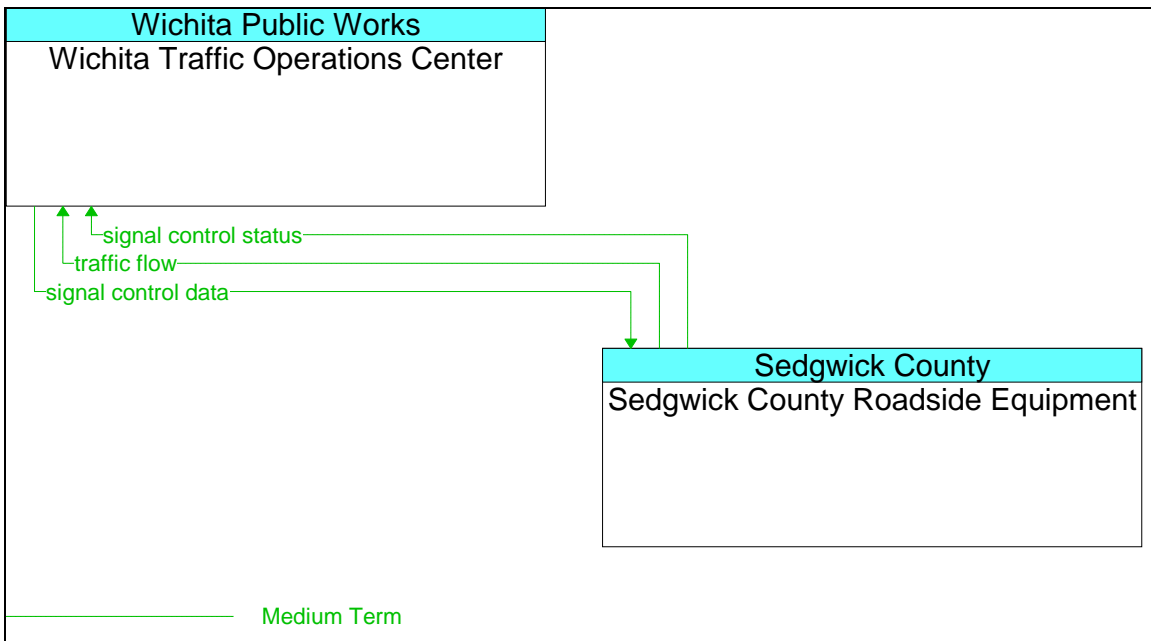 Wichita Public Works
Wichita Traffic Operations Center
signal control status
traffic flow
signal control data
Sedgwick County
Sedgwick County Roadside Equipment
Medium Term